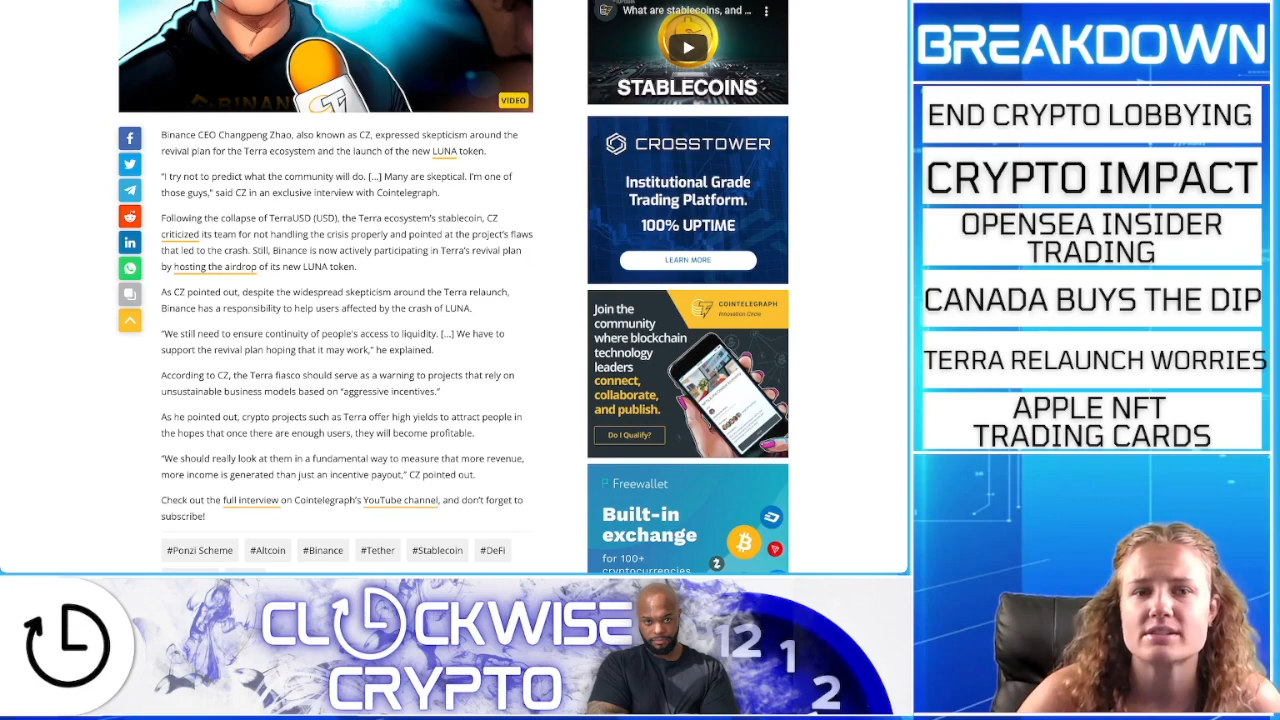 BINANCE
VIDEO
Binance CEO Changpeng Zhao, also known as CZ, expressed skepticism around the
revival plan for the Terra ecosystem and the launch of the new LUNA token.
“I try not to predict what the community will do. [...] Many are skeptical. I’m one of
those guys,” said CZ in an exclusive interview with Cointelegraph.
Following the collapse of TerraUSD (USD), the Terra ecosystem’s stablecoin, CZ
criticized its team for not handling the crisis properly and pointed at the project’s flaws
that led to the crash. Still, Binance is now actively participating in Terra’s revival plan
by hosting the airdrop of its new LUNA token.
As CZ pointed out, despite the widespread skepticism around the Terra relaunch,
Binance has a responsibility to help users affected by the crash of LUNA.
“We still need to ensure continuity of people’s access to liquidity. [...] We have to
support the revival plan hoping that it may work,” he explained.
According to CZ, the Terra fiasco should serve as a warning to projects that rely on
unsustainable business models based on “aggressive incentives.”
As he pointed out, crypto projects such as Terra offer high yields to attract people in
the hopes that once there are enough users, they will become profitable.
“We should really look at them in a fundamental way to measure that more revenue,
more income is generated than just an incentive payout,” CZ pointed out.
Check out the full interview on Cointelegraph’s YouTube channel, and don’t forget to
subscribe!
#Ponzi Scheme #Altcoin #Binance #Tether #Stablecoin #DeFi
What are stablecoins, and ...
STABLECOINS
CROSSTOWER
Institutional Grade
Trading Platform.
100% UPTIME
LEARN MORE
COINTELEGRAPH
Innovation Circle
Join the
community
where blockchain
technology
leaders
connect,
collaborate,
and publish.
Do I Qualify?
Freewallet
Built-in
exchange
for 100+
cryptocurrencies
BREAKDOWN
END CRYPTO LOBBYING
CRYPTO IMPACT
OPENSEA INSIDER
TRADING
CANADA BUYS THE DIP
TERRA RELAUNCH WORRIES
APPLE NFT
TRADING CARDS
CLOCKWISE
CRYPTO
12
1
2